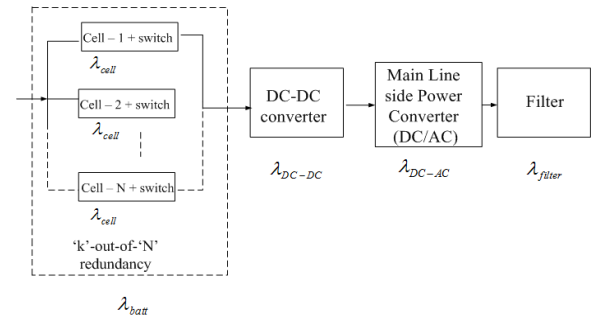 Cell – 1 + switch
λcell
Cell – 2 + switch
λcell
Cell – N + switch
λcell
‘k’-out-of-‘N’
redundancy
λbatt
DC-DC
converter
λDC–DC
Main Line
side Power
Converter
(DC/AC)
λDC–AC
Filter
λfilter